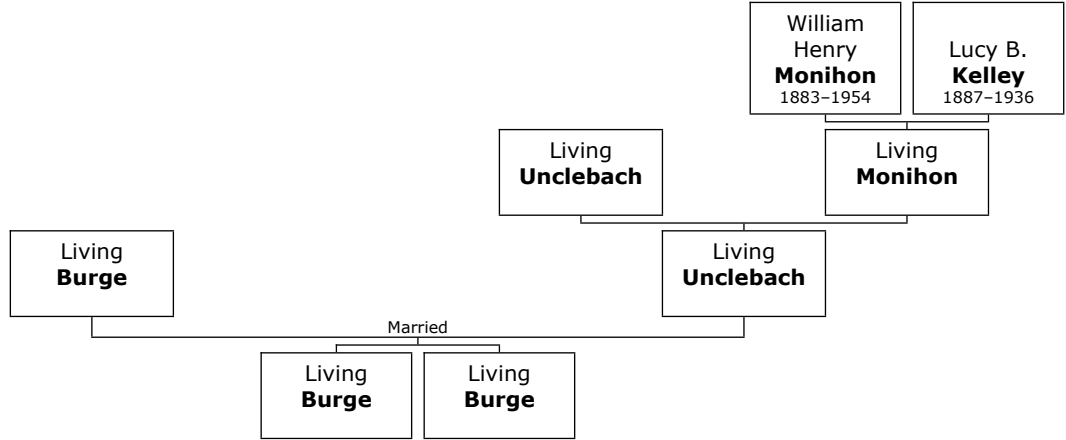 William
Henry
Monihon
1883–1954
Lucy B.
Kelley
1887–1936
Living
Unclebach
Living
Monihon
Living
Burge
Living
Unclebach
Married
Living
Burge
Living
Burge